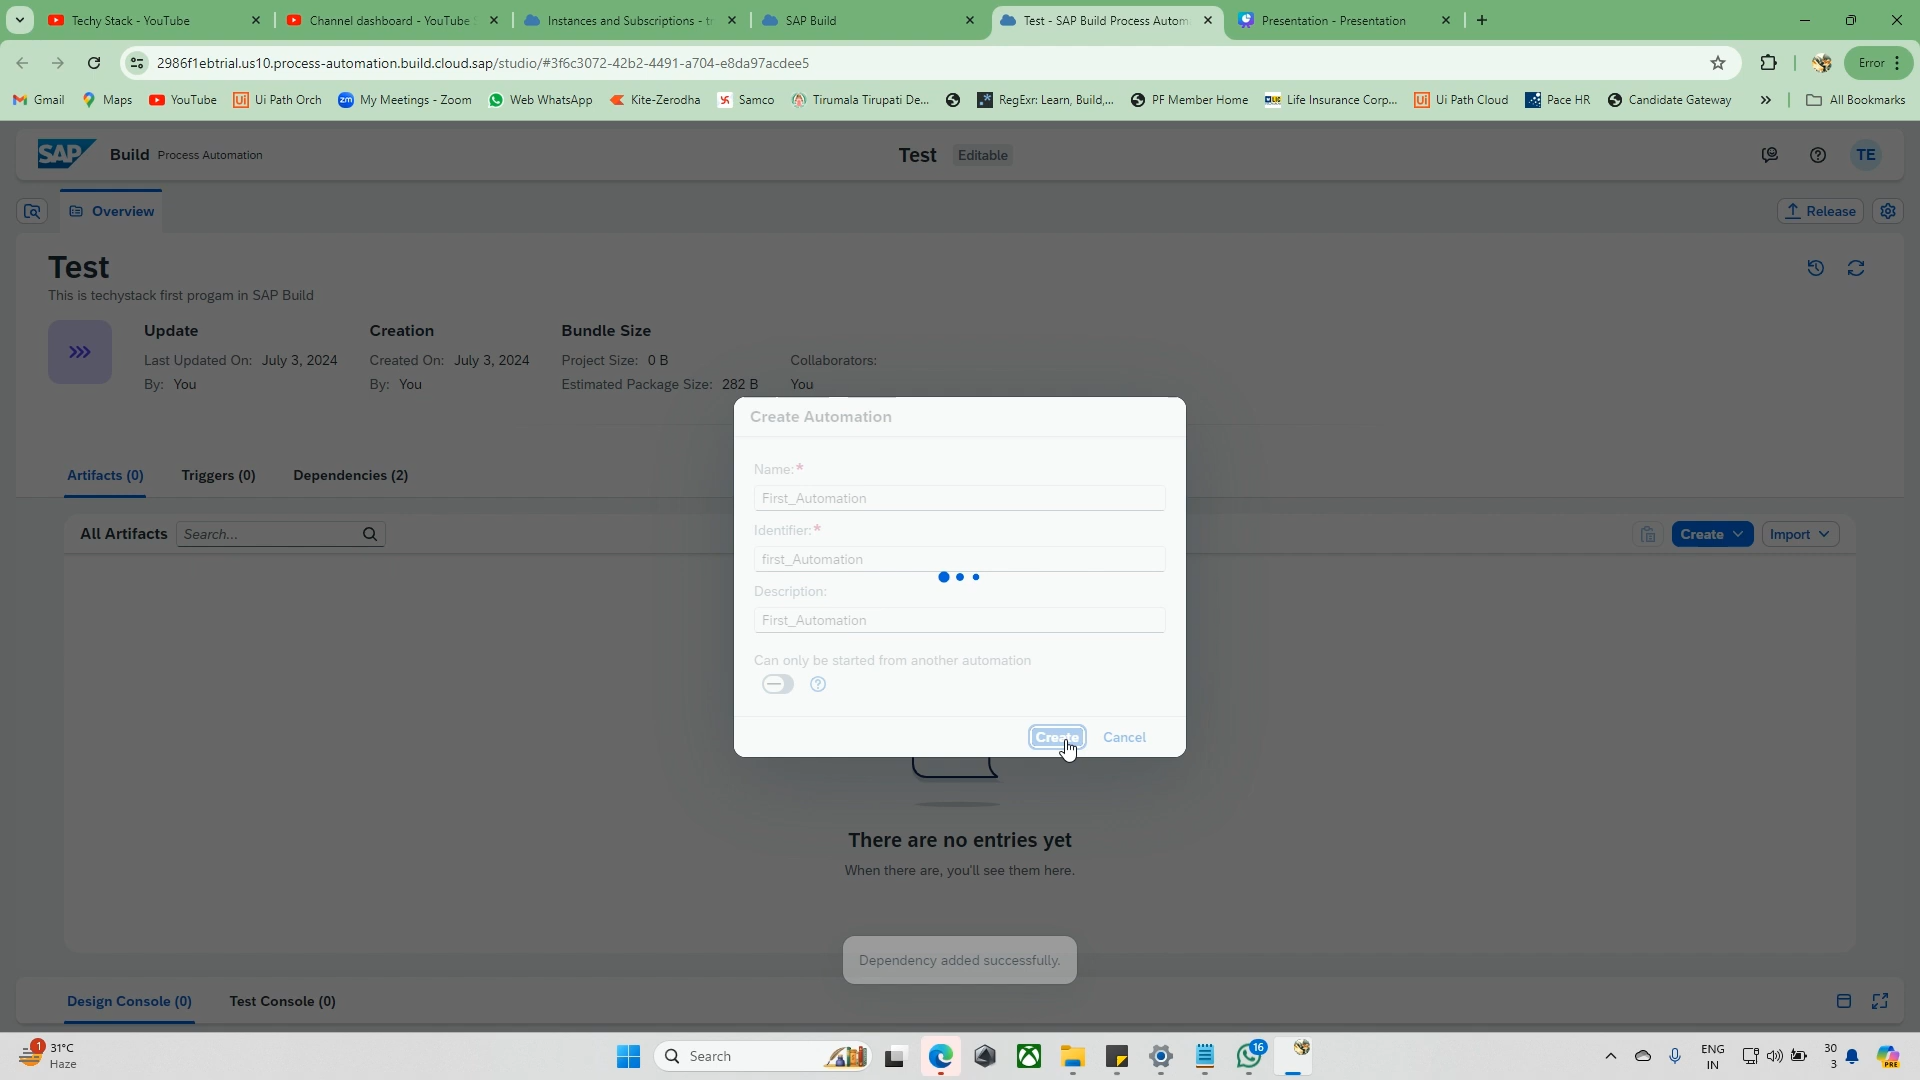 Techy Stack - YouTube
Channel dashboard - YouTube S
Instances and Subscriptions - tr
SAP Build
Test - SAP Build Process Autom
Presentation - Presentation
2986f1ebtrial.us10.process-automation.build.cloud.sap/studio/#3f6c3072-42b2-4491-a704-e8da97acdee5
Error
Gmail
Maps
YouTube
Ui Path Orch
My Meetings - Zoom
Web WhatsApp
Kite-Zerodha
Samco
Tirumala Tirupati De...
RegExr: Learn, Build,...
PF Member Home
Life Insurance Corp...
Ui Path Cloud
Pace HR
Candidate Gateway
All Bookmarks
SAP Build Process Automation
Test Editable
TE
Overview
Release
Test
This is techystack first progam in SAP Build
Update
Creation
Bundle Size
Last Updated On: July 3, 2024
Created On: July 3, 2024
Project Size: 0 B
Collaborators:
By: You
By: You
Estimated Package Size: 282 B
You
Create Automation
Name:*
First_Automation
Identifier:*
first_Automation
Description:
First_Automation
Can only be started from another automation
Create
Cancel
Artifacts (0)
Triggers (0)
Dependencies (2)
All Artifacts
Search...
Create
Import
There are no entries yet
When there are, you'll see them here.
Dependency added successfully.
Design Console (0)
Test Console (0)
1
31°C
Haze
Search
16
ENG
IN
30
3
PRE